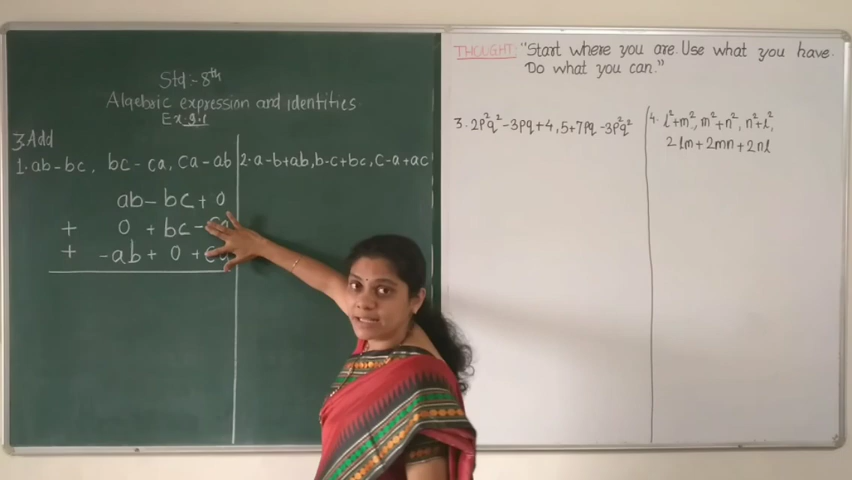 Std:- 8th
Algebric expression and identities
Ex. 9.1
3. Add
1. ab - bc, bc - ca, ca - ab
ab - bc + 0
+ 0 + bc -
+ -ab + 0 +
2. a - b + ab, b - c + bc, c - a + ac
THOUGHT: "Start where you are. Use what you have.
Do what you can."
3. 2p²q² - 3pq + 4, 5 + 7pq - 3p²q²
4. l² + m², m² + n², n² + l²,
2lm + 2mn + 2nl